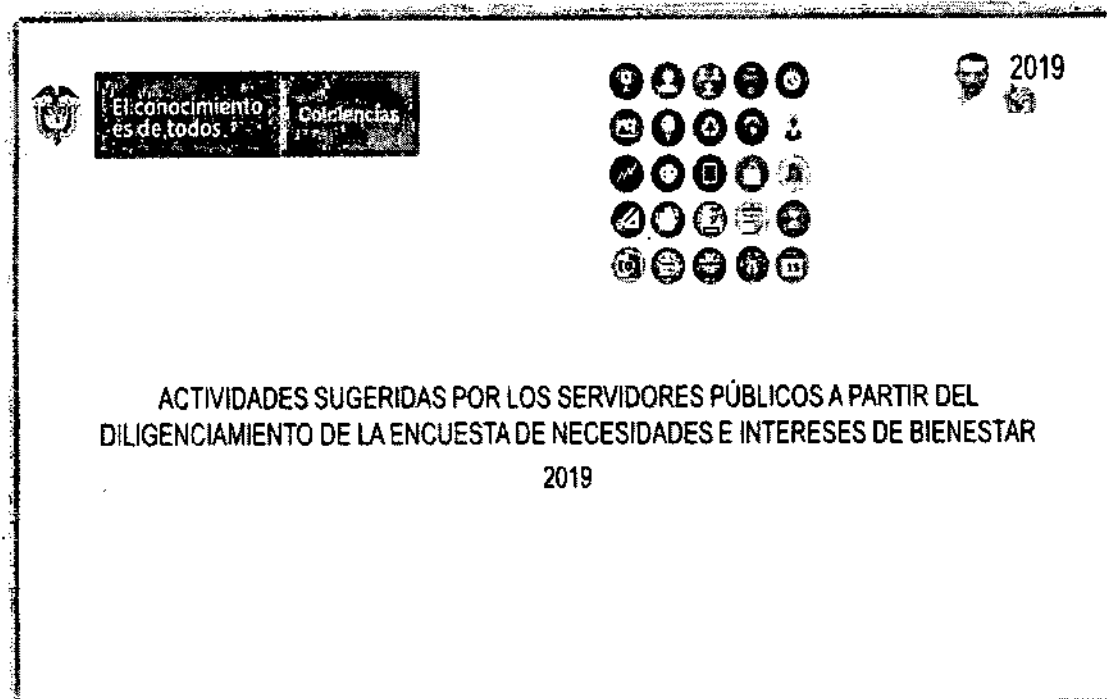 El conocimiento
es de todos
Colciencias
2019
ACTIVIDADES SUGERIDAS POR LOS SERVIDORES PÚBLICOS A PARTIR DEL
DILIGENCIAMIENTO DE LA ENCUESTA DE NECESIDADES E INTERESES DE BIENESTAR
2019